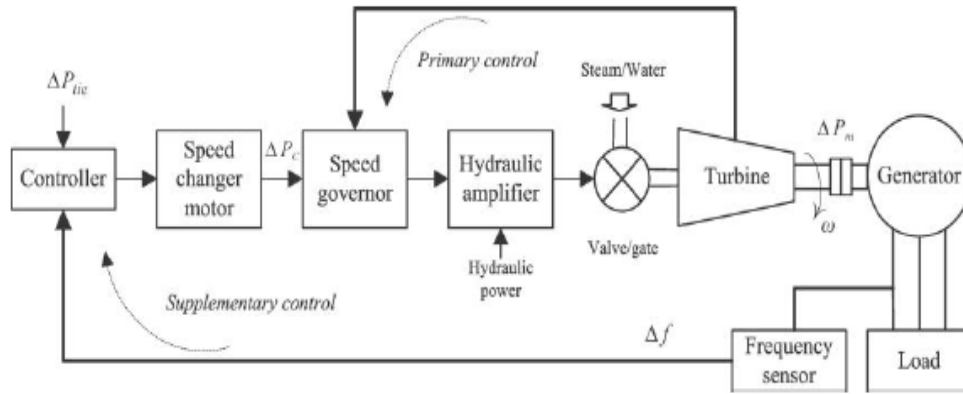 Primary control
Steam/Water
ΔP_tie
ΔP_m
Controller
Speed
changer
motor
ΔP_C
Speed
governor
Hydraulic
amplifier
Turbine
Generator
ω
Valve/gate
Hydraulic
power
Supplementary control
Δf
Frequency
sensor
Load